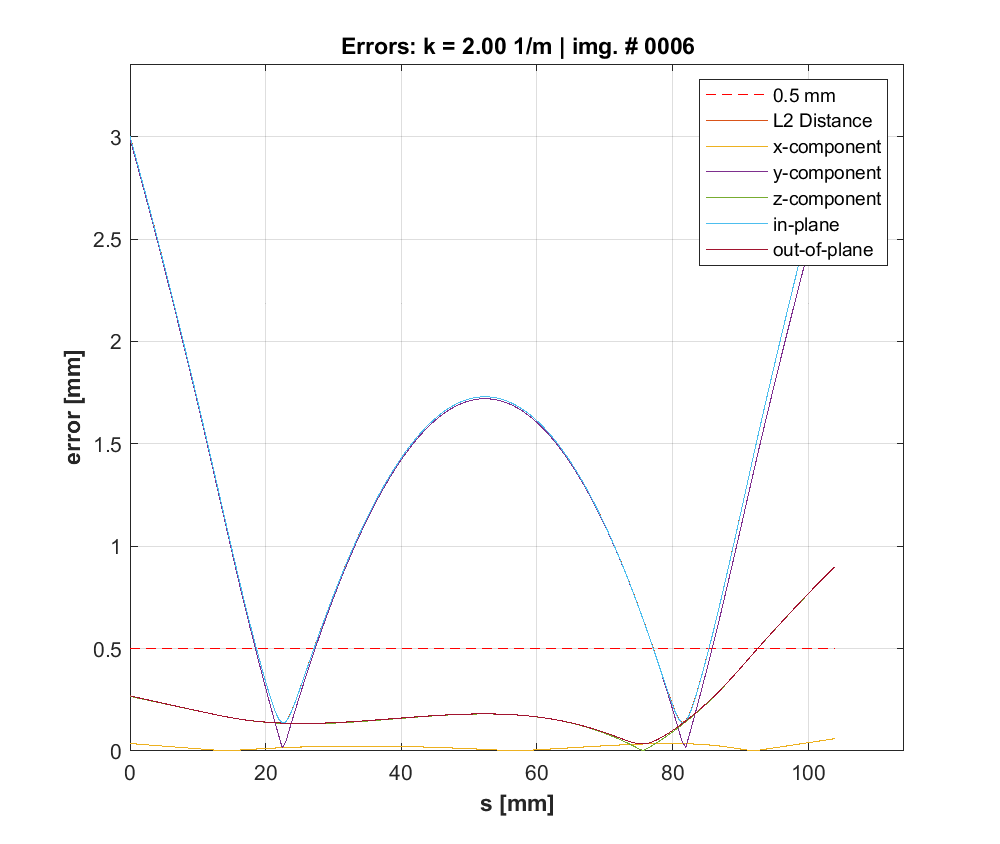 Errors: k = 2.00 1/m | img. # 0006
0.5 mm
L2 Distance
x-component
y-component
z-component
in-plane
out-of-plane
3
2.5
2
1.5
1
0.5
0
error [mm]
0 20 40 60 80 100
s [mm]